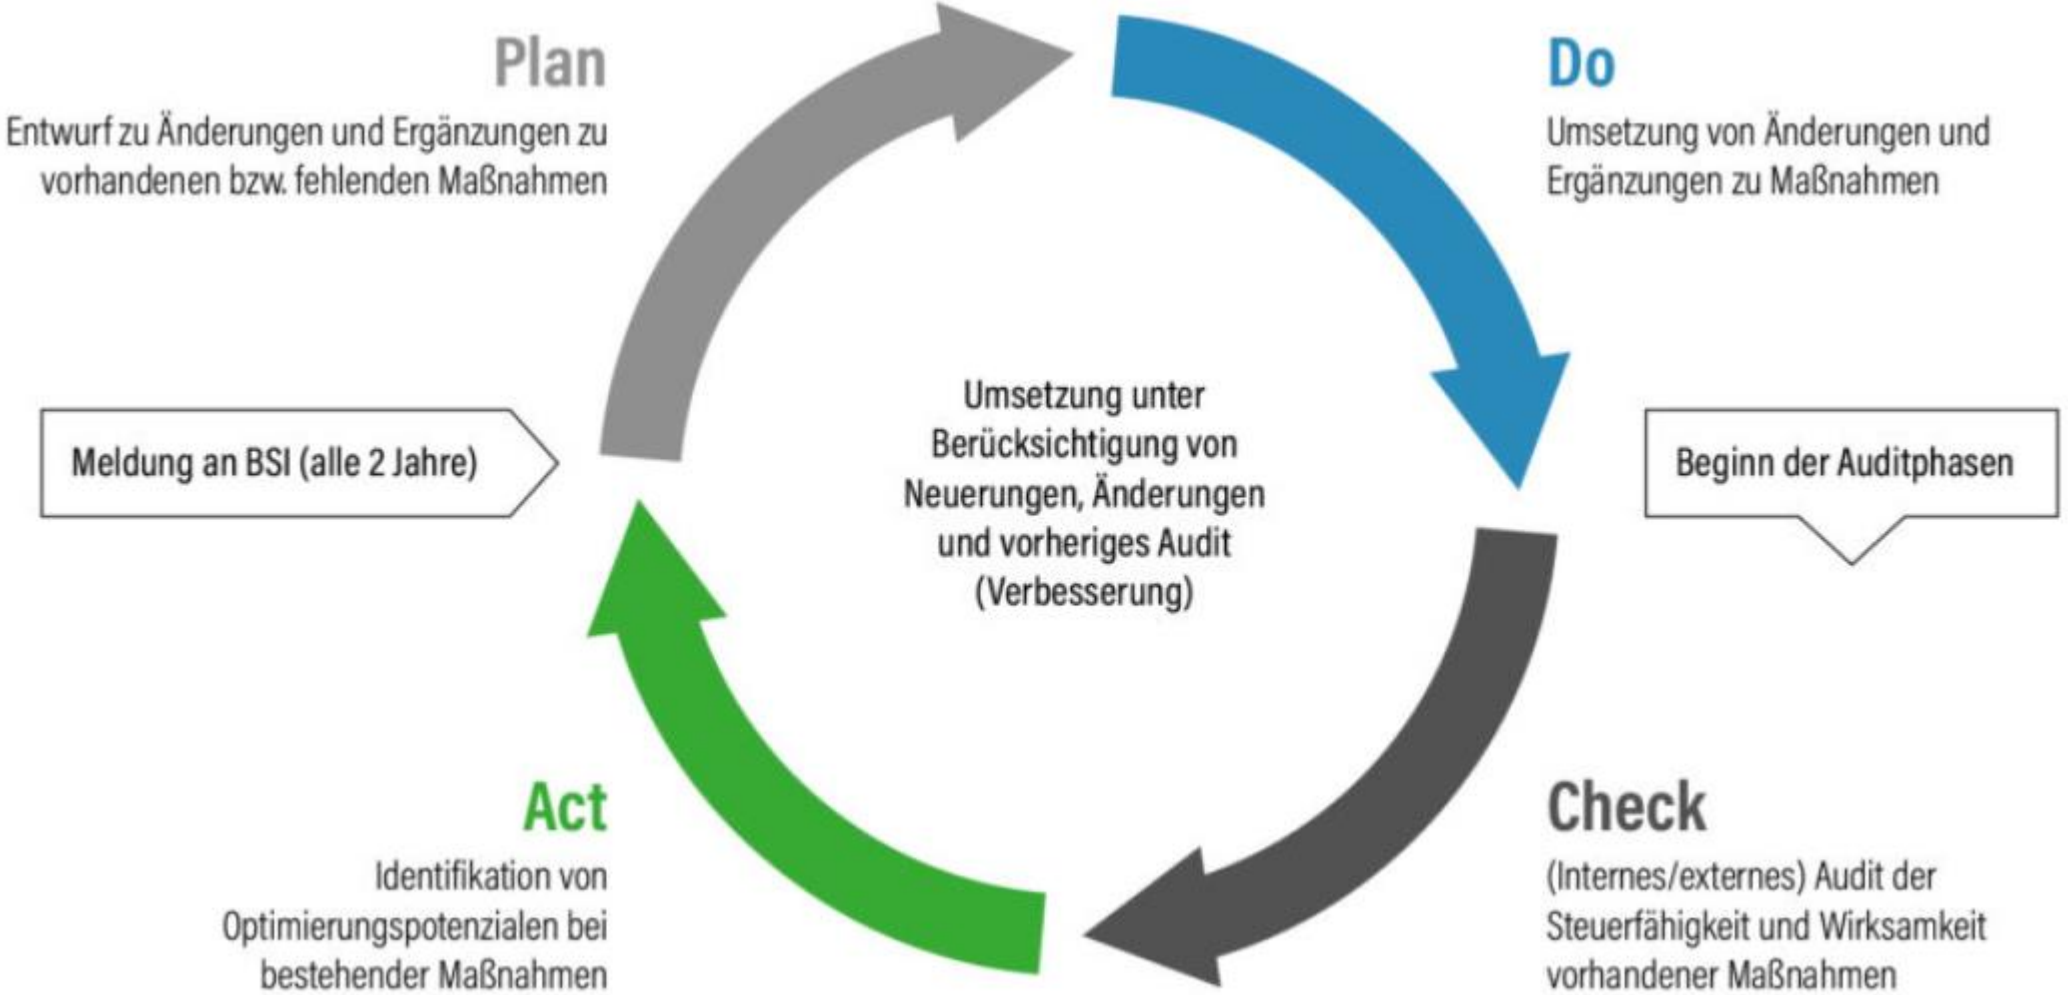 Plan
Entwurf zu Änderungen und Ergänzungen zu
vorhandenen bzw. fehlenden Maßnahmen
Do
Umsetzung von Änderungen und
Ergänzungen zu Maßnahmen
Meldung an BSI (alle 2 Jahre)
Umsetzung unter
Berücksichtigung von
Neuerungen, Änderungen
und vorheriges Audit
(Verbesserung)
Beginn der Auditphasen
Act
Identifikation von
Optimierungspotenzialen bei
bestehender Maßnahmen
Check
(Internes/externes) Audit der
Steuerfähigkeit und Wirksamkeit
vorhandener Maßnahmen